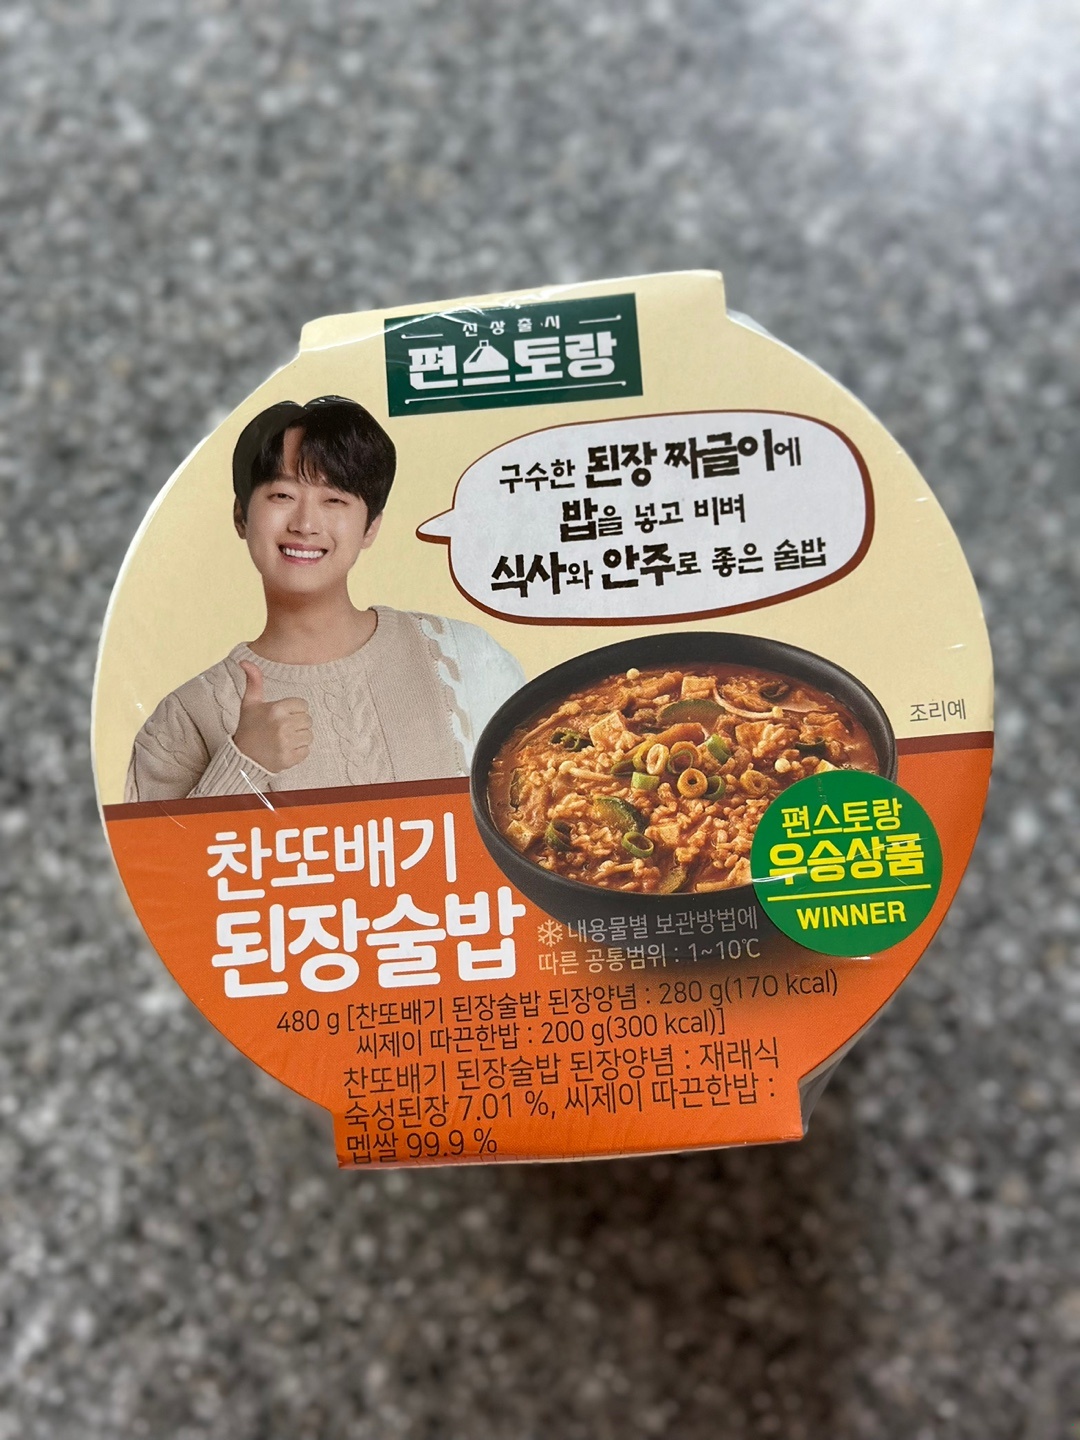 신상출시
편스토랑
구수한 된장 짜글이에
밥을 넣고 비벼
식사와 안주로 좋은 술밥
조리예
편스토랑
우승상품
WINNER
찬또배기
된장술밥
내용물별 보관방법에
따른 공통범위 : 1~10℃
480 g [찬또배기 된장술밥 된장양념 : 280 g(170 kcal)
씨제이 따끈한밥 : 200 g(300 kcal)]
찬또배기 된장술밥 된장양념 : 재래식
숙성된장 7.01 %, 씨제이 따끈한밥 :
멥쌀 99.9 %